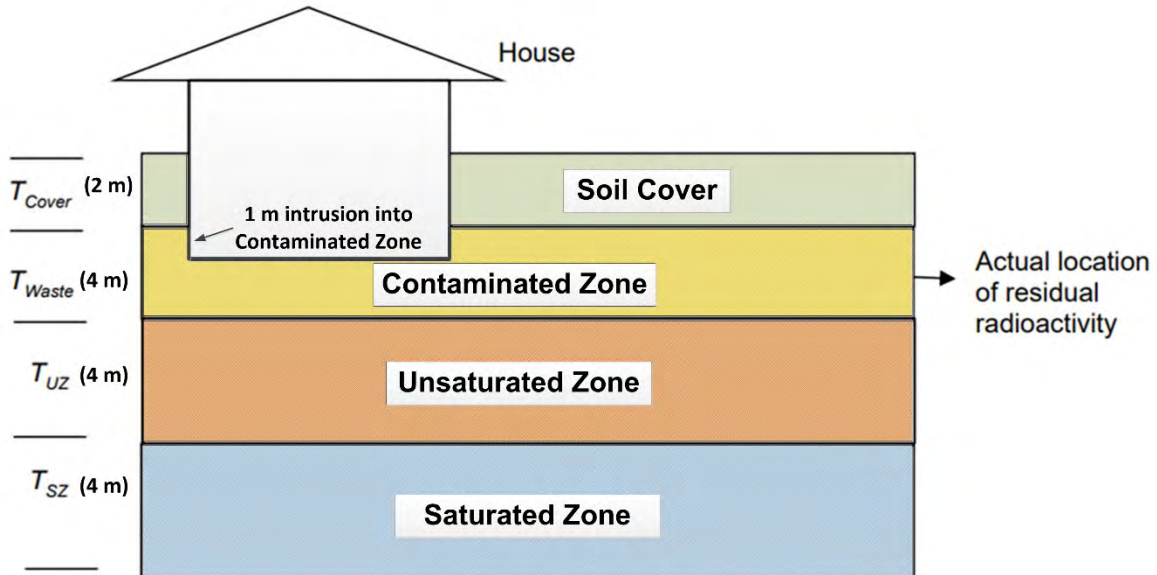 House
T_Cover (2 m)
Soil Cover
1 m intrusion into
Contaminated Zone
T_Waste (4 m)
Contaminated Zone
Actual location
of residual
radioactivity
T_UZ (4 m)
Unsaturated Zone
T_SZ (4 m)
Saturated Zone